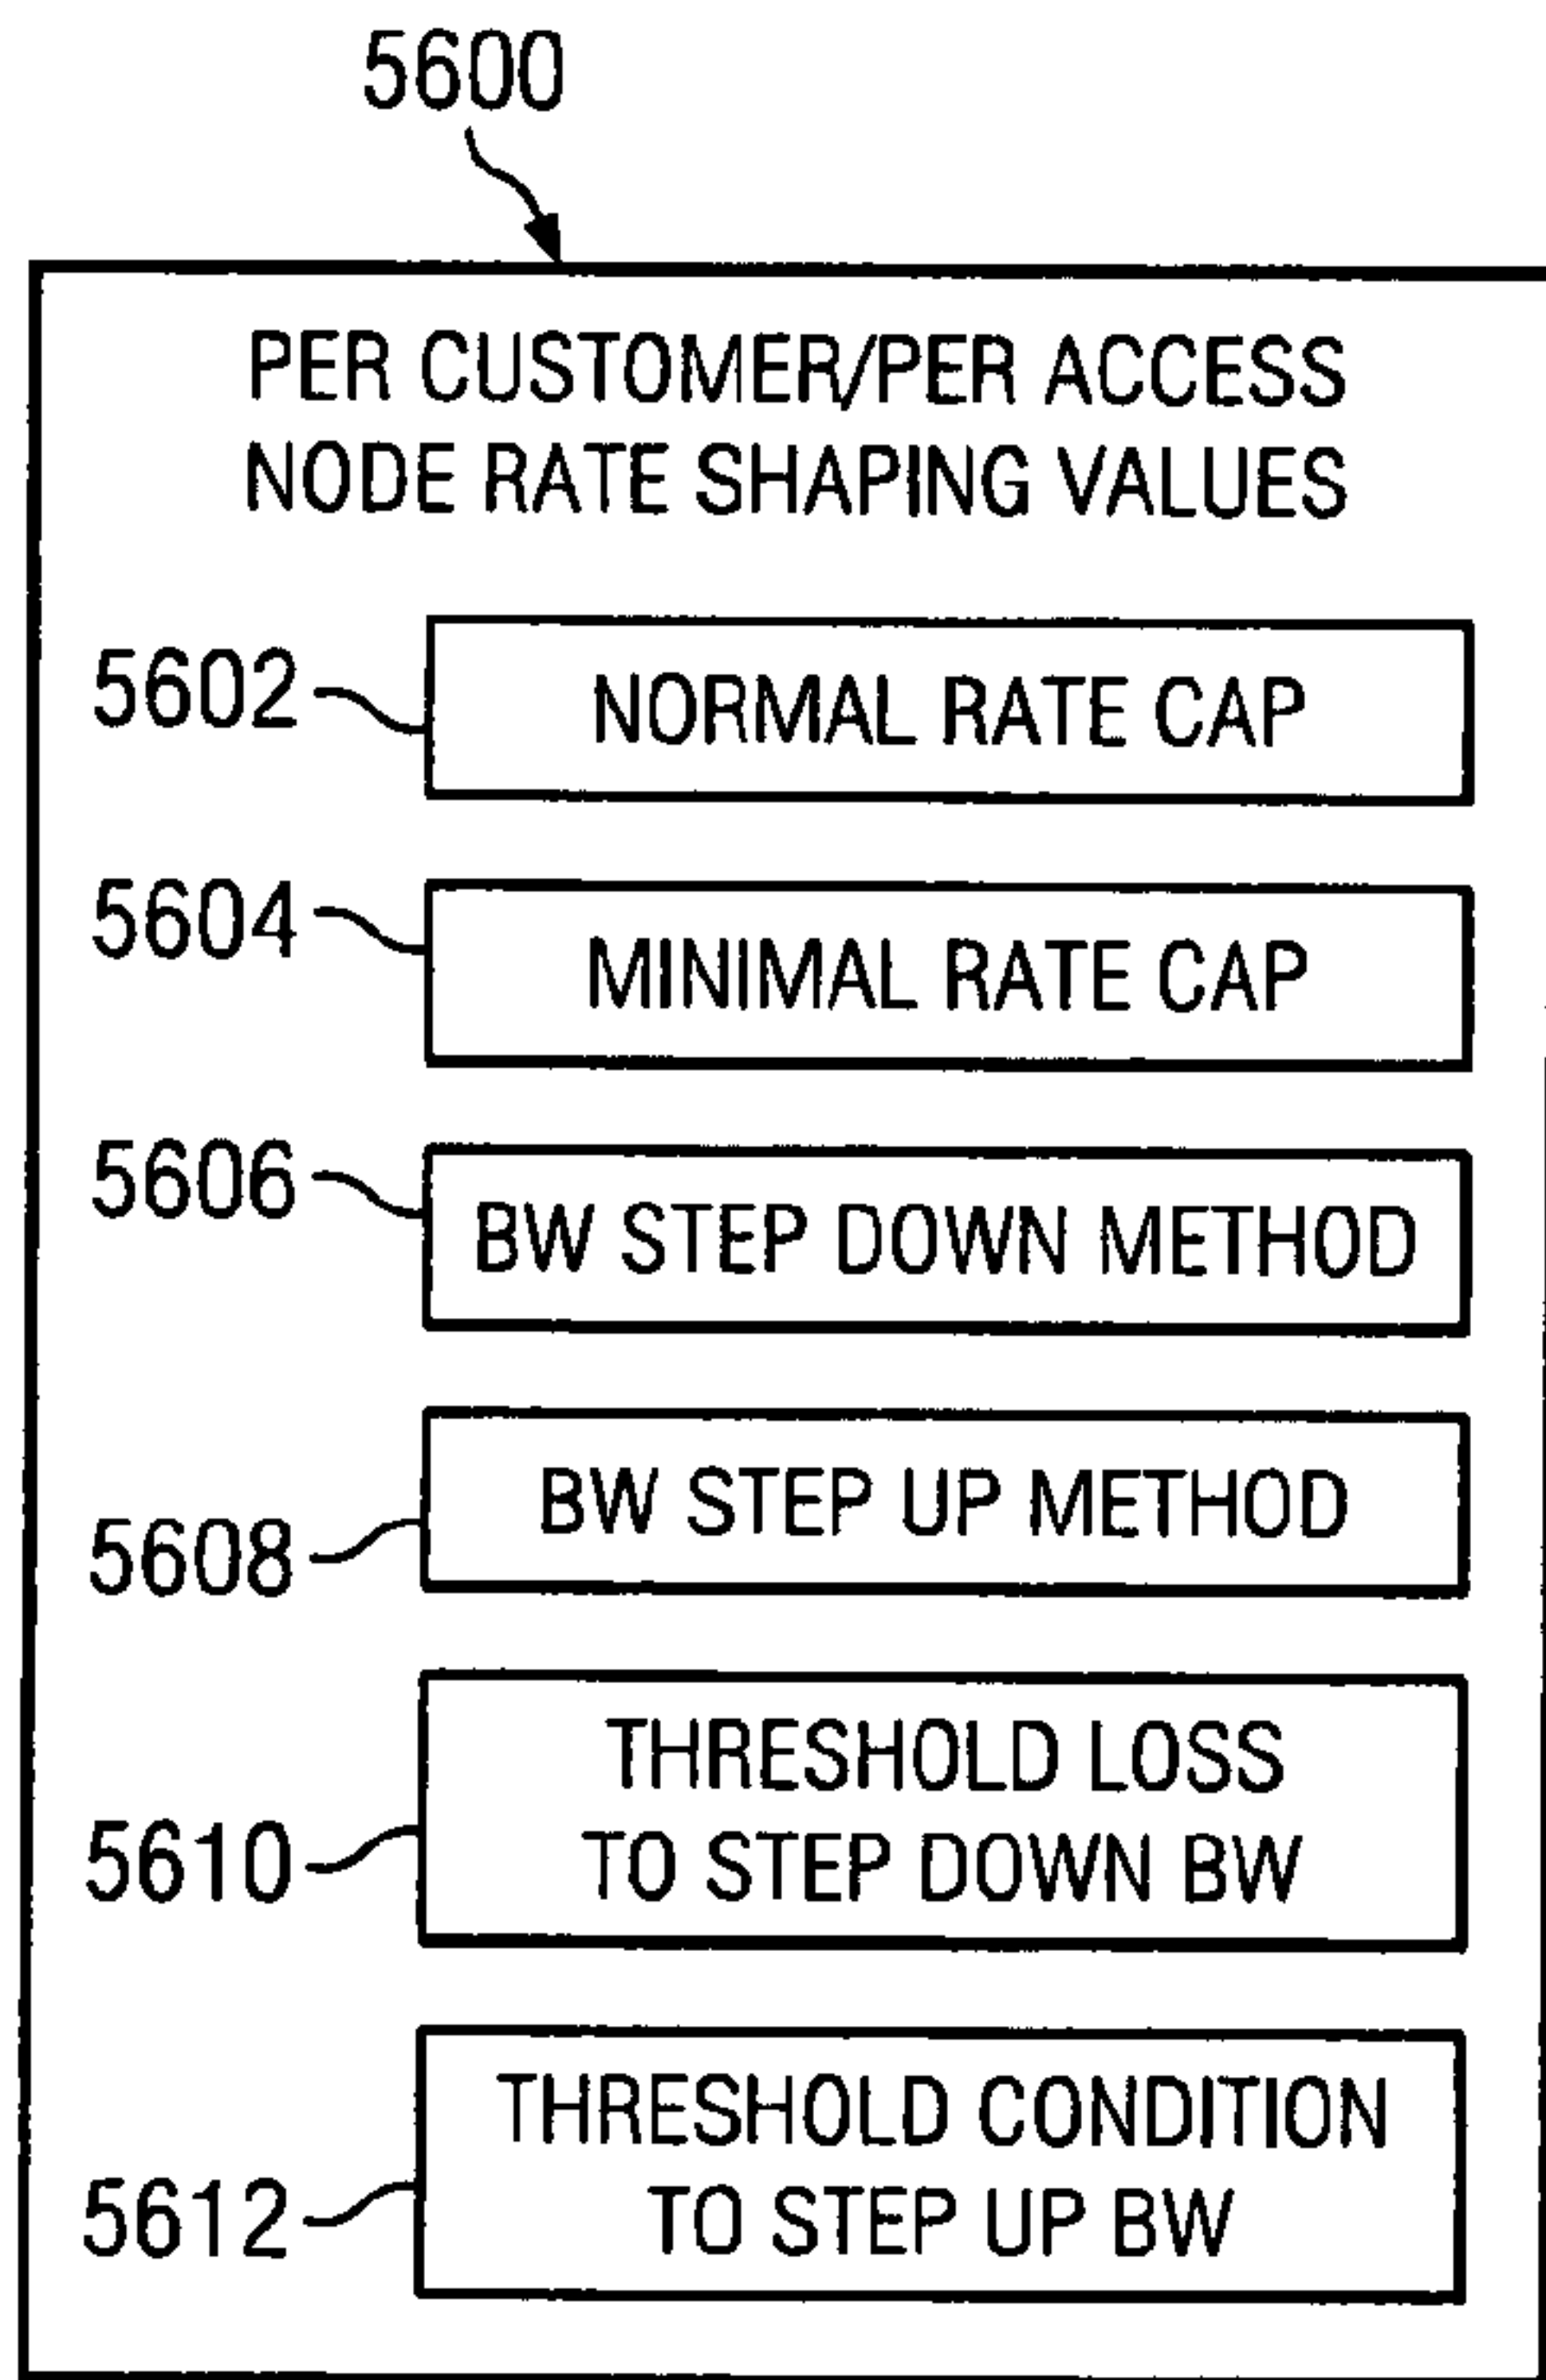 5600
PER CUSTOMER/PER ACCESS
NODE RATE SHAPING VALUES
5602
NORMAL RATE CAP
5604
MINIMAL RATE CAP
5606
BW STEP DOWN METHOD
BW STEP UP METHOD
5608
THRESHOLD LOSS
TO STEP DOWN BW
5610
THRESHOLD CONDITION
TO STEP UP BW
5612